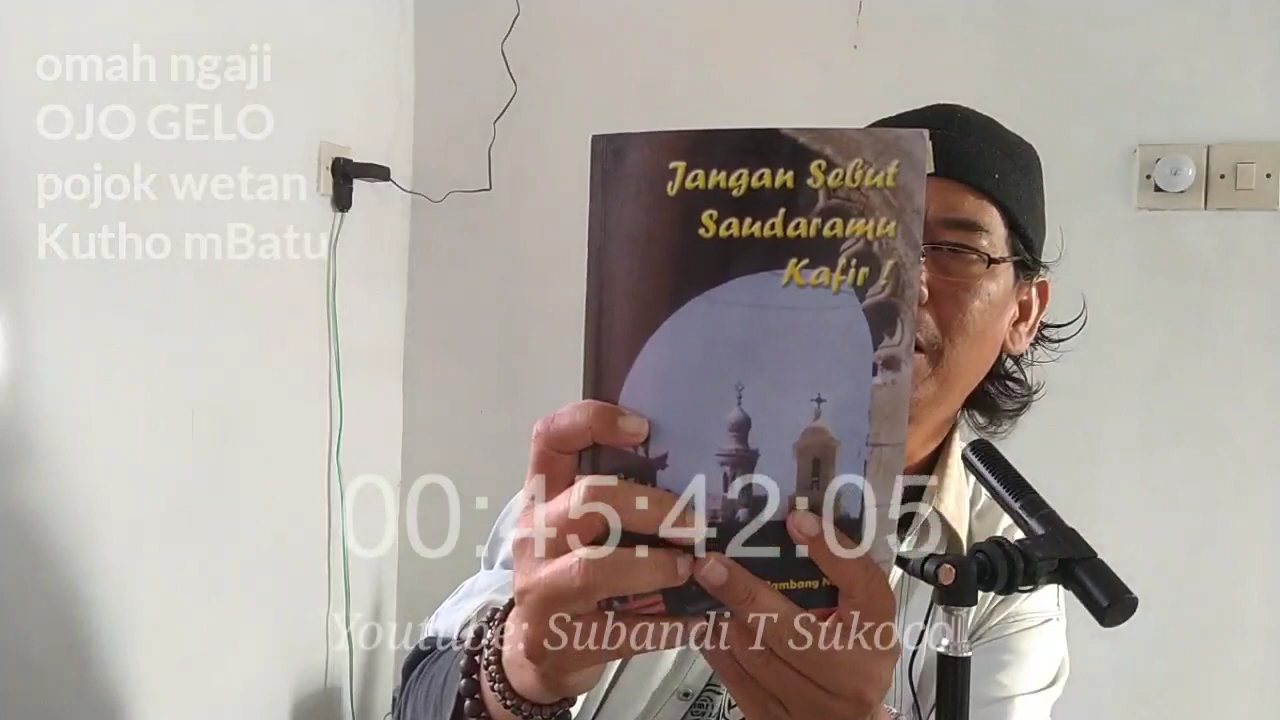 omah ngaji
OJO GELO
pojok wetan
Kutho mBatu
Jangan Sebut
Saudaramu
Kafir !
00:45:42:05
Bambang
Youtube: Subandi T Sukoco